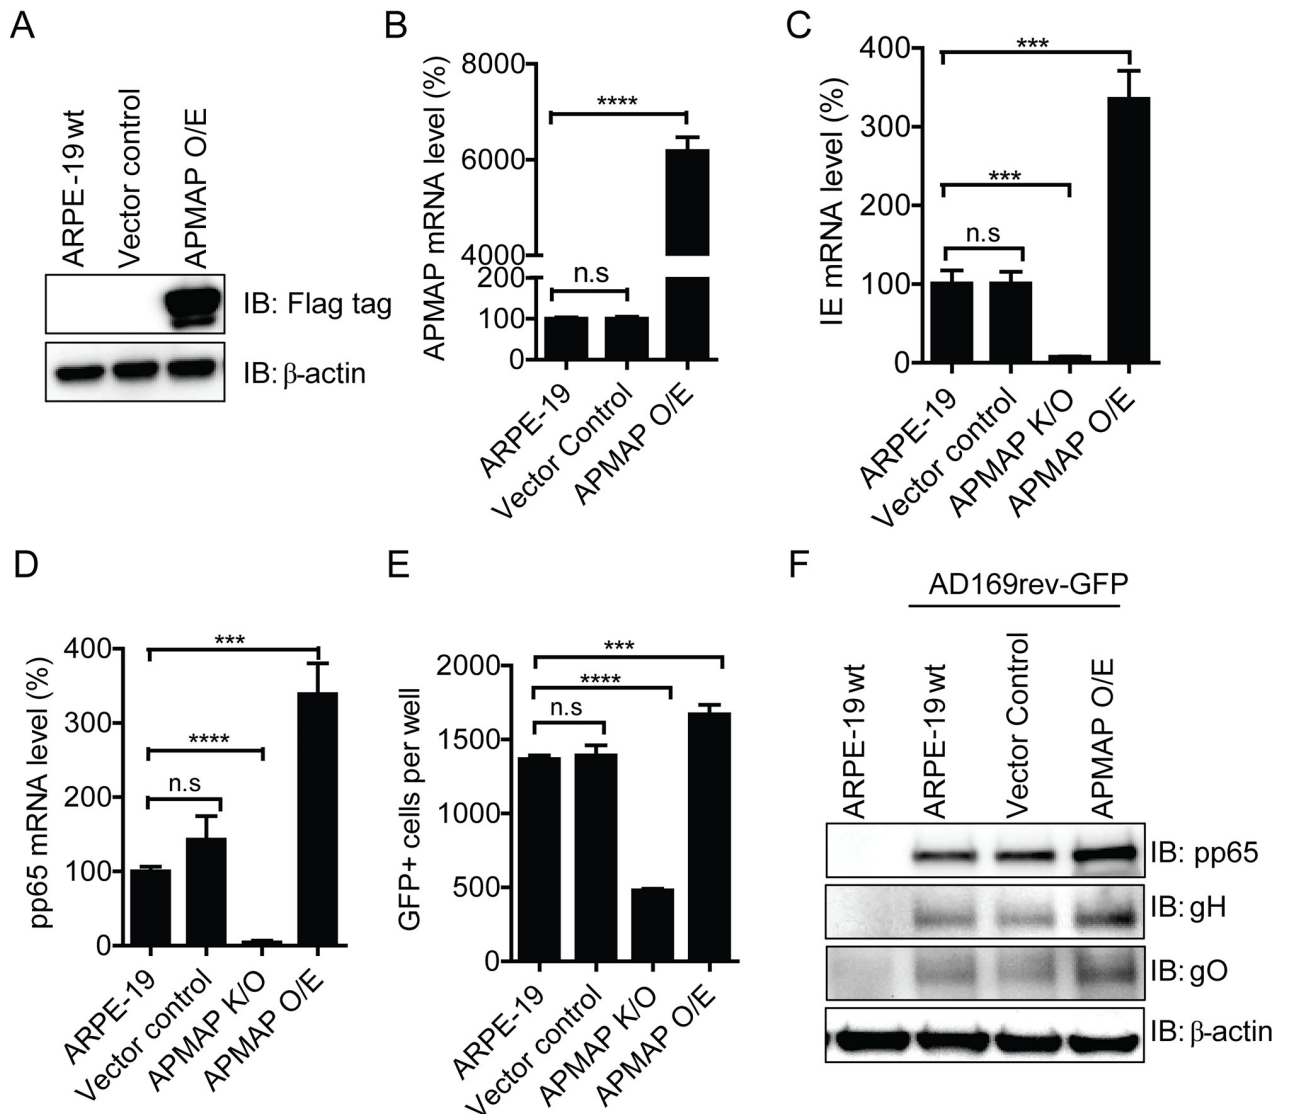 A
ARPE-19 wt
Vector control
APMAP O/E
IB: Flag tag
IB: β-actin
B
APMAP mRNA level (%)
8000
6000
4000
200
100
0
****
n.s
ARPE-19
Vector Control
APMAP O/E
C
IE mRNA level (%)
400
300
200
100
0
***
***
n.s
ARPE-19
Vector control
APMAP K/O
APMAP O/E
D
pp65 mRNA level (%)
400
300
200
100
0
***
****
n.s
ARPE-19
Vector control
APMAP K/O
APMAP O/E
E
GFP+ cells per well
2000
1500
1000
500
0
***
****
n.s
ARPE-19
Vector control
APMAP K/O
APMAP O/E
F
AD169rev-GFP
ARPE-19 wt
ARPE-19 wt
Vector Control
APMAP O/E
IB: pp65
IB: gH
IB: gO
IB: β-actin